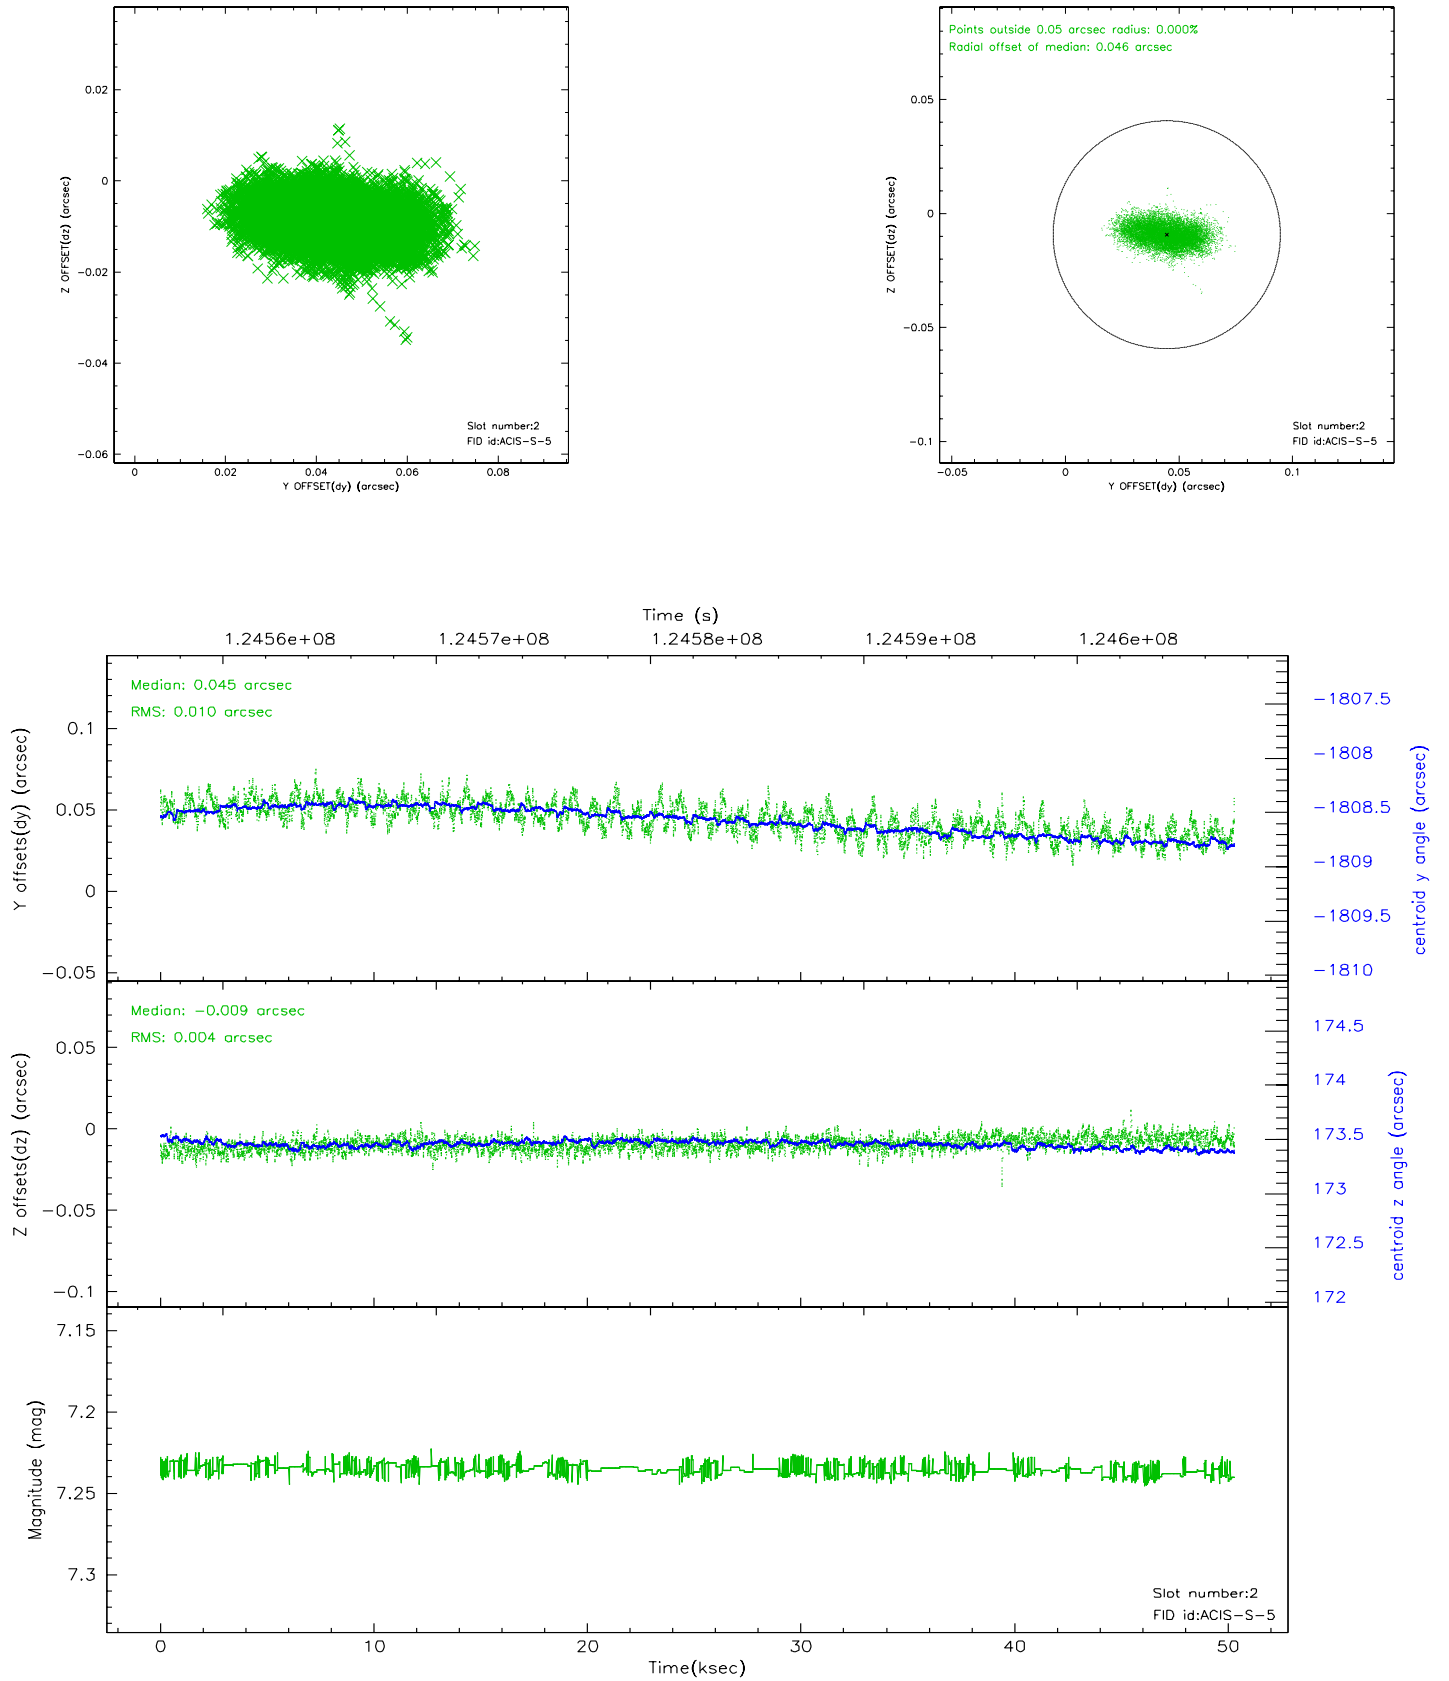 0.02
0
−0.02
−0.04
−0.06
Z OFFSET(dz) (arcsec)
Slot number:2
FID id:ACIS−S−5
0 0.02 0.04 0.06 0.08
Y OFFSET(dy) (arcsec)
Points outside 0.05 arcsec radius: 0.000%
Radial offset of median: 0.046 arcsec
0.05
0
−0.05
−0.1
Z OFFSET(dz) (arcsec)
Slot number:2
FID id:ACIS−S−5
−0.05 0 0.05 0.1
Y OFFSET(dy) (arcsec)
Time (s)
1.2456e+08 1.2457e+08 1.2458e+08 1.2459e+08 1.246e+08
Median: 0.045 arcsec
RMS: 0.010 arcsec
0.1
0.05
0
−0.05
Y offsets(dy) (arcsec)
−1807.5
−1808
−1808.5
−1809
−1809.5
−1810
centroid y angle (arcsec)
Median: −0.009 arcsec
RMS: 0.004 arcsec
0.05
0
−0.05
−0.1
Z offsets(dz) (arcsec)
174.5
174
173.5
173
172.5
172
centroid z angle (arcsec)
7.15
7.2
7.25
7.3
Magnitude (mag)
Slot number:2
FID id:ACIS−S−5
0 10 20 30 40 50
Time(ksec)